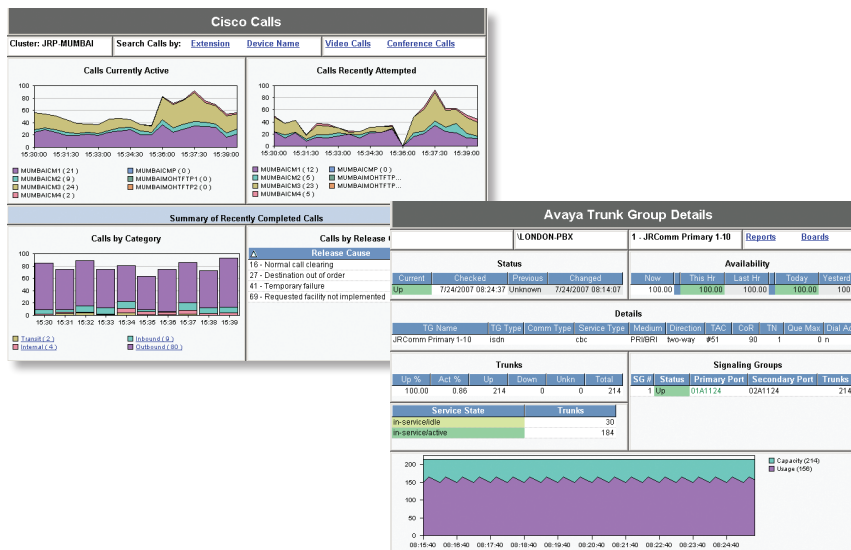 Cisco Calls
Cluster: JRP-MUMBAI Search Calls by: Extension Device Name Video Calls Conference Calls
Calls Currently Active
100
80
60
40
20
0
15:30:00 15:31:30 15:33:00 15:34:30 15:36:00 15:37:30 15:39:00
MUMBAICM1 ( 21 ) MUMBAICMP ( 0 )
MUMBAICM2 ( 9 ) MUMBAIMOHTFTP1 ( 0 )
MUMBAICM3 ( 24 ) MUMBAIMOHTFTP2 ( 0 )
MUMBAICM4 ( 2 )
Calls Recently Attempted
100
80
60
40
20
0
15:30:00 15:31:30 15:33:00 15:34:30 15:36:00 15:37:30 15:39:00
MUMBAICM1 ( 12 ) MUMBAICMP ( 0 )
MUMBAICM2 ( 5 ) MUMBAIMOHTFTP...
MUMBAICM3 ( 23 ) MUMBAIMOHTFTP...
MUMBAICM4 ( 5 )
Summary of Recently Completed Calls
Calls by Category
100
80
60
40
20
0
15:30 15:31 15:32 15:33 15:34 15:35 15:36 15:37 15:38 15:39
Transit ( 2 ) Inbound ( 9 )
Internal ( 4 ) Outbound ( 80 )
Calls by Release
Release Cause
16 - Normal call clearing
27 - Destination out of order
41 - Temporary failure
69 - Requested facility not implemented
Avaya Trunk Group Details
\LONDON-PBX 1 - JRComm Primary 1-10 Reports Boards
Status
Current Checked Previous Changed
Up 7/24/2007 08:24:37 Unknown 7/24/2007 08:14:07
Availability
Now This Hr Last Hr Today Yesterd
100.00 100.00 100.00 100.00 100
Details
TG Name TG Type Comm Type Service Type Medium Direction TAC CoR TN Que Max Dial Ac
JRComm Primary 1-10 isdn cbc PRI/BRI two-way #51 90 1 0 n
Trunks
Up % Act % Up Down Unkn Total
100.00 0.86 214 0 0 214
Service State Trunks
in-service/idle 30
in-service/active 184
Signaling Groups
SG # Status Primary Port Secondary Port Trunks
1 Up 01A1124 02A1124 214
200
150
100
50
0
08:15:40 08:16:40 08:17:40 08:18:40 08:19:40 08:20:40 08:21:40 08:22:40 08:23:40 08:24:40
Capacity (214)
Usage (156)